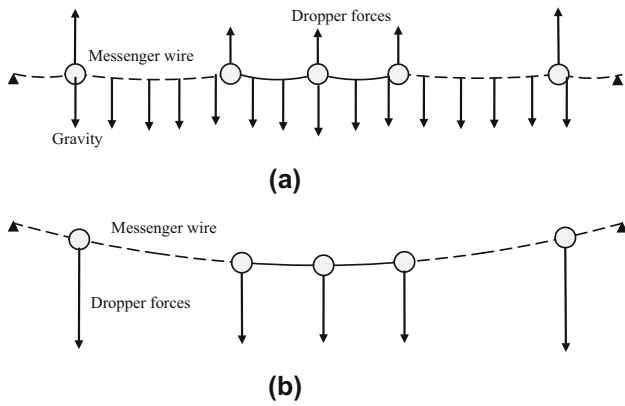 Dropper forces
Messenger wire
Gravity
(a)
Messenger wire
Dropper forces
(b)